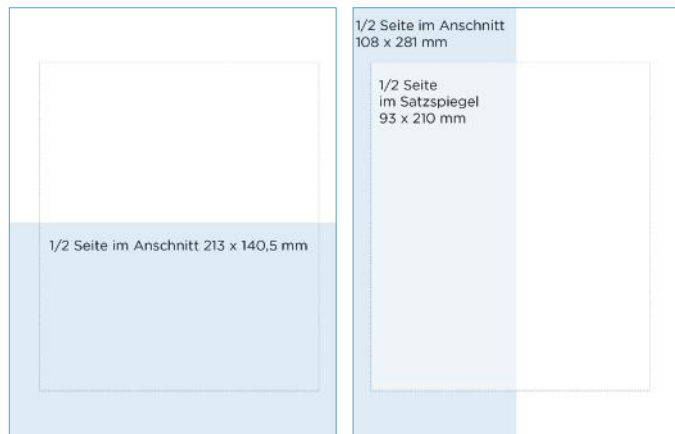 1/2 Seite im Anschnitt 213 x 140,5 mm
1/2 Seite im Anschnitt
108 x 281 mm
1/2 Seite
im Satzspiegel
93 x 210 mm